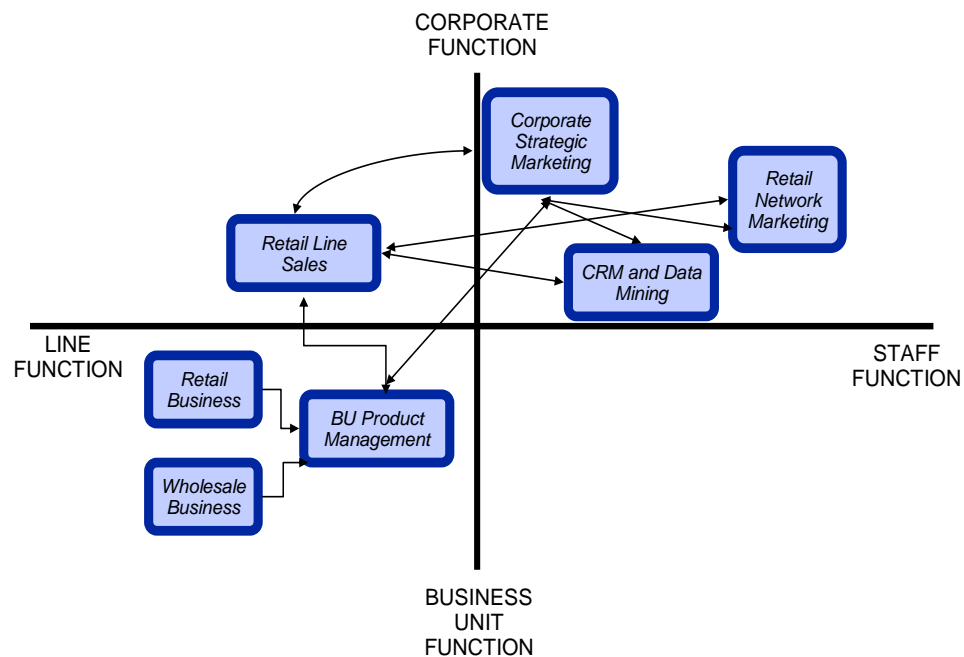 CORPORATE
FUNCTION
Corporate
Strategic
Marketing
Retail
Network
Marketing
Retail Line
Sales
CRM and Data
Mining
LINE
FUNCTION
STAFF
FUNCTION
Retail
Business
BU Product
Management
Wholesale
Business
BUSINESS
UNIT
FUNCTION